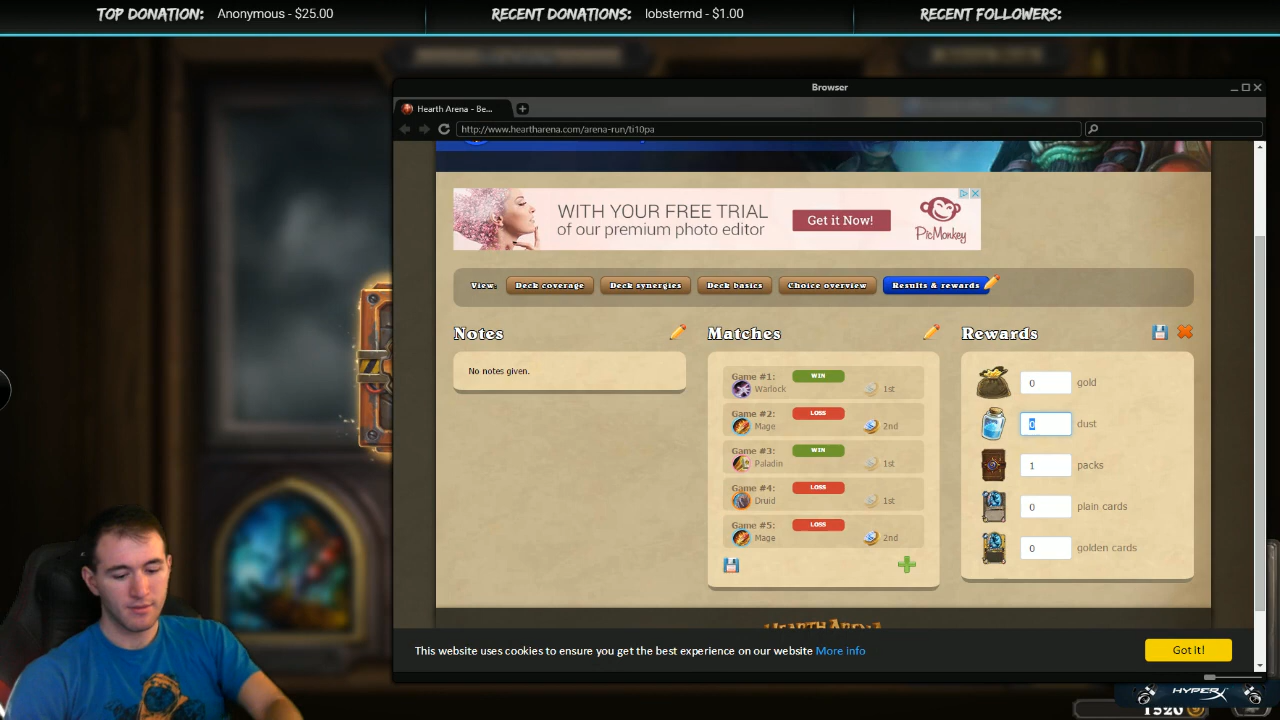 TOP DONATION: Anonymous - $25.00 RECENT DONATIONS: lobstermd - $1.00 RECENT FOLLOWERS:
Browser
Hearth Arena - Be...
http://www.heartharena.com/arena-run/ti10pa
WITH YOUR FREE TRIAL
of our premium photo editor
Get it Now!
PicMonkey
View: Deck coverage Deck synergies Deck basics Choice overview Results & rewards
Notes
No notes given.
Matches
Game #1: WIN
Warlock 1st
Game #2: LOSS
Mage 2nd
Game #3: WIN
Paladin 1st
Game #4: LOSS
Druid 1st
Game #5: LOSS
Mage 2nd
Rewards
0 gold
0 dust
1 packs
0 plain cards
0 golden cards
HEARTHARENA
This website uses cookies to ensure you get the best experience on our website More info
Got it!
HYPERX
1520